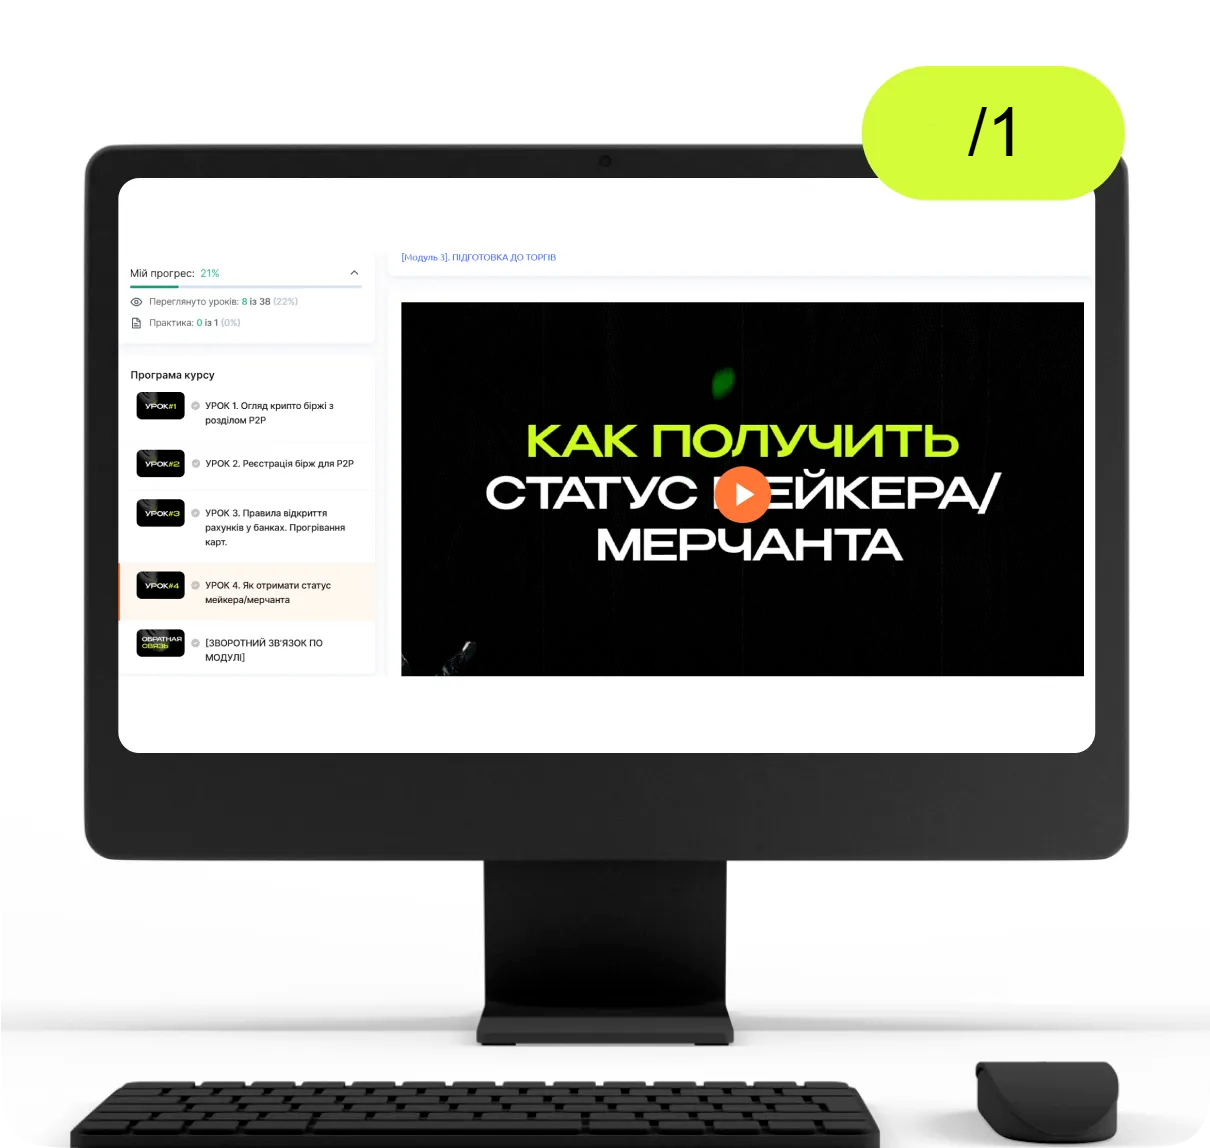 /1
Мій прогрес: 21%
Переглянуто уроків: 8 із 38 (22%)
Практика: 0 із 1 (0%)
Програма курсу
УРОК#1
УРОК 1. Огляд крипто біржі з
розділом P2P
УРОК#2
УРОК 2. Реєстрація бірж для P2P
УРОК#3
УРОК 3. Правила відкриття
рахунків у банках. Прогрівання
карт.
УРОК#4
УРОК 4. Як отримати статус
мейкера/мерчанта
ОБРАТНАЯ
СВЯЗЬ
[ЗВОРОТНИЙ ЗВ'ЯЗОК ПО
МОДУЛІ]
[Модуль 3]. ПІДГОТОВКА ДО ТОРГІВ
КАК ПОЛУЧИТЬ
СТАТУС МЕЙКЕРА/
МЕРЧАНТА